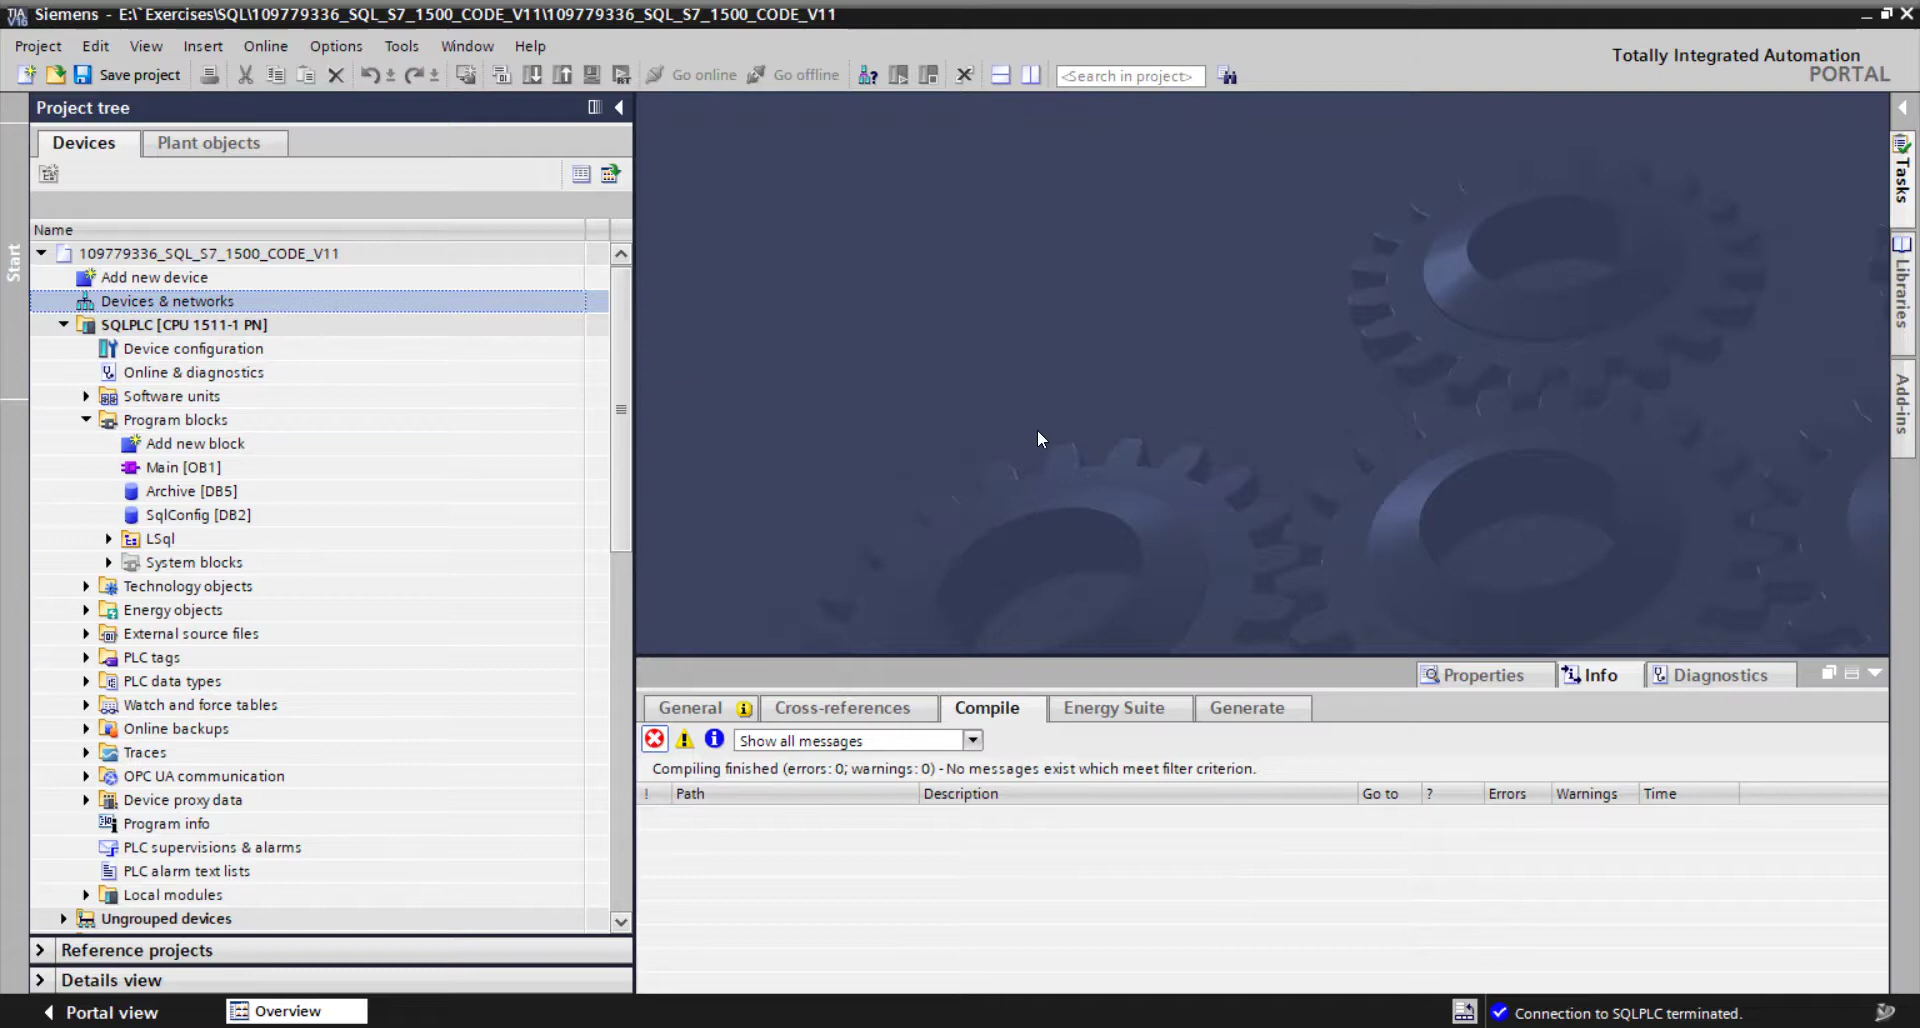 Siemens - E:\`Exercises\SQL\109779336_SQL_S7_1500_CODE_V11\109779336_SQL_S7_1500_CODE_V11
Project Edit View Insert Online Options Tools Window Help
Totally Integrated Automation
PORTAL
Save project
Go online
Go offline
<Search in project>
Project tree
Devices
Plant objects
Start
Name
109779336_SQL_S7_1500_CODE_V11
Add new device
Devices & networks
SQLPLC [CPU 1511-1 PN]
Device configuration
Online & diagnostics
Software units
Program blocks
Add new block
Main [OB1]
Archive [DB5]
SqlConfig [DB2]
LSql
System blocks
Technology objects
Energy objects
External source files
PLC tags
PLC data types
Watch and force tables
Online backups
Traces
OPC UA communication
Device proxy data
Program info
PLC supervisions & alarms
PLC alarm text lists
Local modules
Ungrouped devices
Reference projects
Details view
Tasks
Libraries
Add-ins
Properties
Info
Diagnostics
General
Cross-references
Compile
Energy Suite
Generate
Show all messages
Compiling finished (errors: 0; warnings: 0) - No messages exist which meet filter criterion.
! Path Description Go to ? Errors Warnings Time
Portal view
Overview
Connection to SQLPLC terminated.